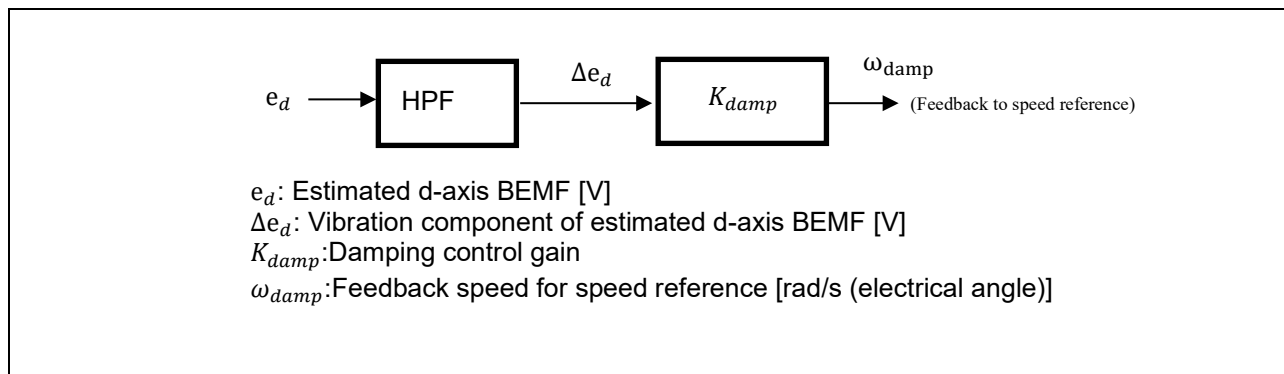 e_d HPF Δe_d K_damp ω_damp
(Feedback to speed reference)
e_d: Estimated d-axis BEMF [V]
Δe_d: Vibration component of estimated d-axis BEMF [V]
K_damp:Damping control gain
ω_damp:Feedback speed for speed reference [rad/s (electrical angle)]